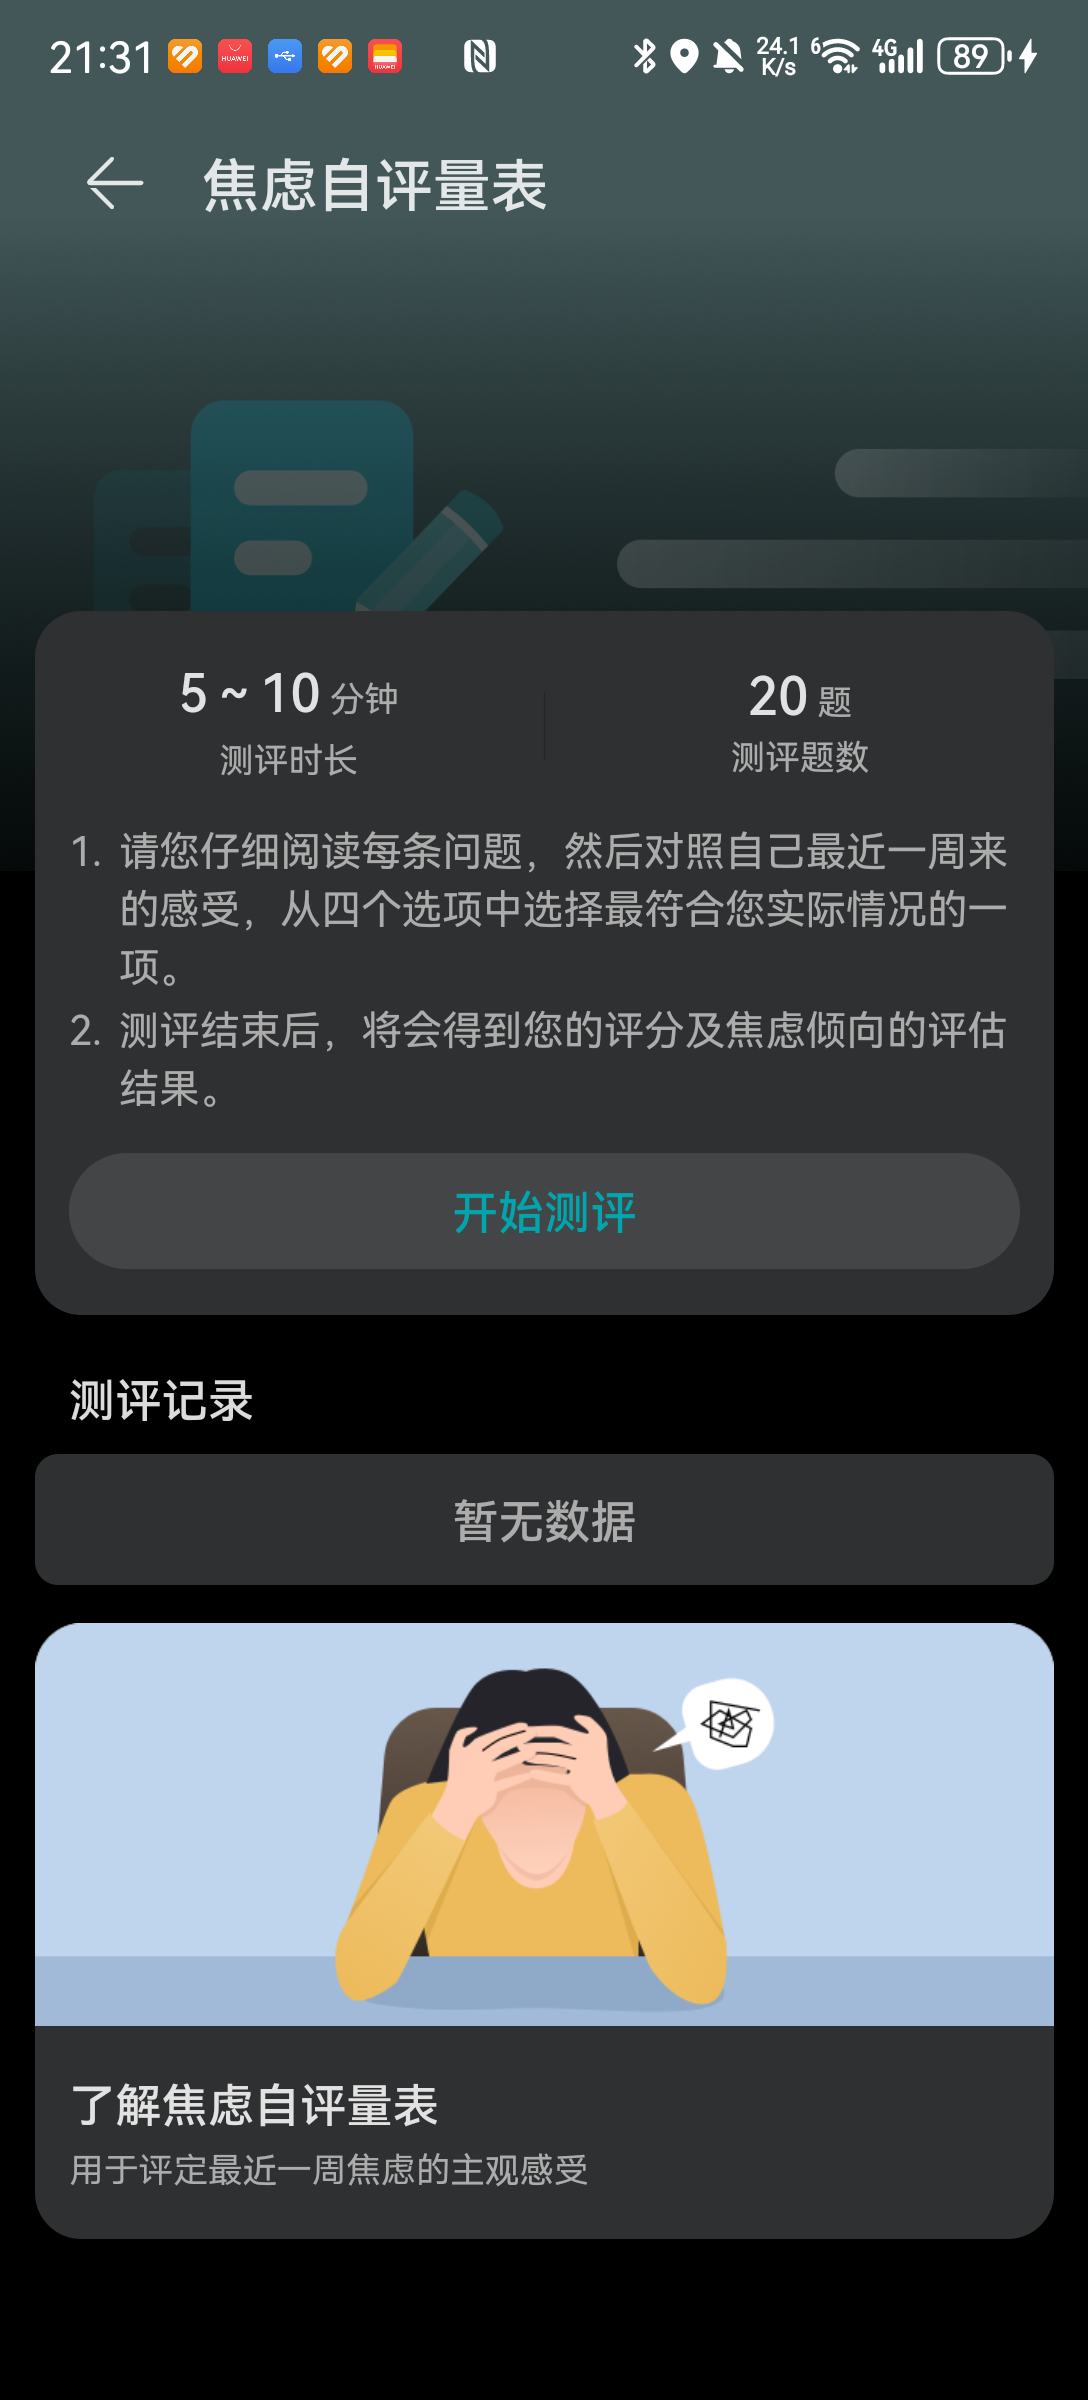 21:31
HUAWEI
HUAWEI
24.1 K/s
6
4G
89
焦虑自评量表
5 ~ 10 分钟
测评时长
20 题
测评题数
1. 请您仔细阅读每条问题，然后对照自己最近一周来
的感受，从四个选项中选择最符合您实际情况的一
项。
2. 测评结束后，将会得到您的评分及焦虑倾向的评估
结果。
开始测评
测评记录
暂无数据
了解焦虑自评量表
用于评定最近一周焦虑的主观感受